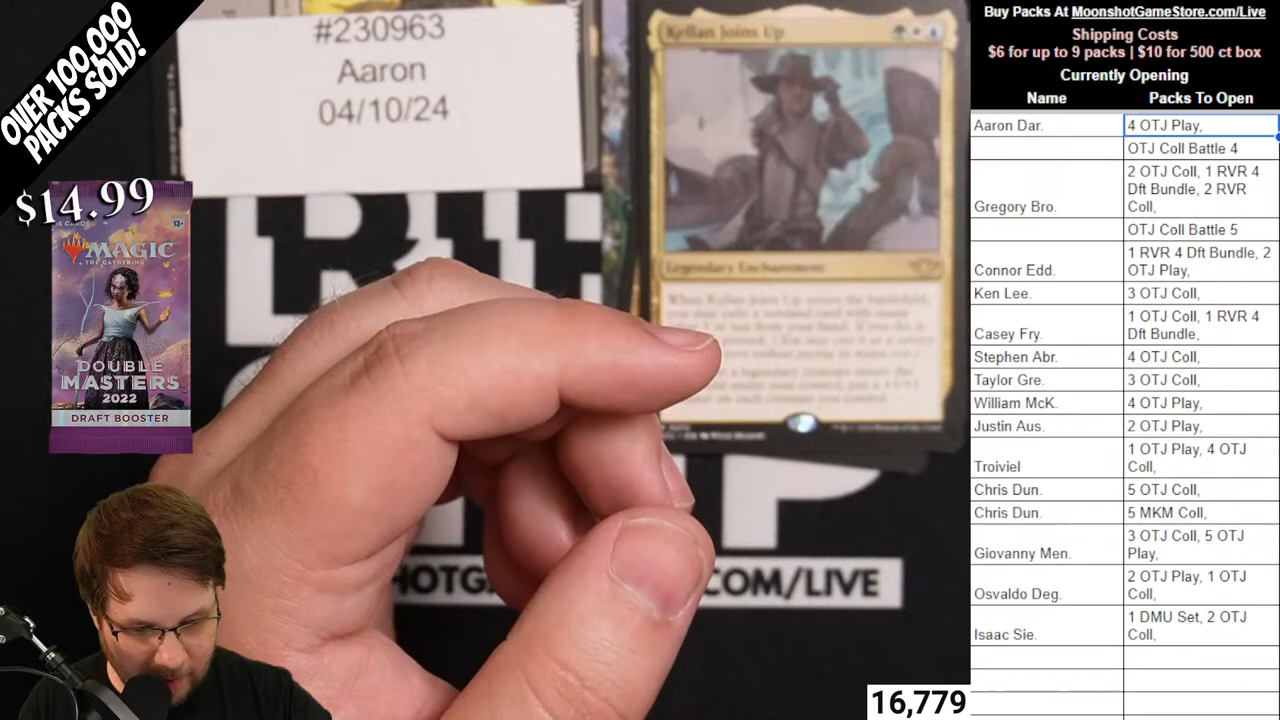 OVER 100,000
PACKS SOLD!
$14.99
13+
MAGIC
THE GATHERING
DOUBLE
MASTERS
2022
DRAFT BOOSTER
#230963
Aaron
04/10/24
Kellan Joins Up
Legendary Enchantment
COM/LIVE
Buy Packs At MoonshotGameStore.com/Live
Shipping Costs
$6 for up to 9 packs | $10 for 500 ct box
Currently Opening
Name Packs To Open
Aaron Dar. 4 OTJ Play,
OTJ Coll Battle 4
2 OTJ Coll, 1 RVR 4
Dft Bundle, 2 RVR
Gregory Bro. Coll,
OTJ Coll Battle 5
1 RVR 4 Dft Bundle, 2
Connor Edd. OTJ Play,
Ken Lee. 3 OTJ Coll,
1 OTJ Coll, 1 RVR 4
Casey Fry. Dft Bundle,
Stephen Abr. 4 OTJ Coll,
Taylor Gre. 3 OTJ Coll,
William McK. 4 OTJ Play,
Justin Aus. 2 OTJ Play,
1 OTJ Play, 4 OTJ
Troiviel Coll,
Chris Dun. 5 OTJ Coll,
Chris Dun. 5 MKM Coll,
3 OTJ Coll, 5 OTJ
Giovanny Men. Play,
2 OTJ Play, 1 OTJ
Osvaldo Deg. Coll,
1 DMU Set, 2 OTJ
Isaac Sie. Coll,
16,779